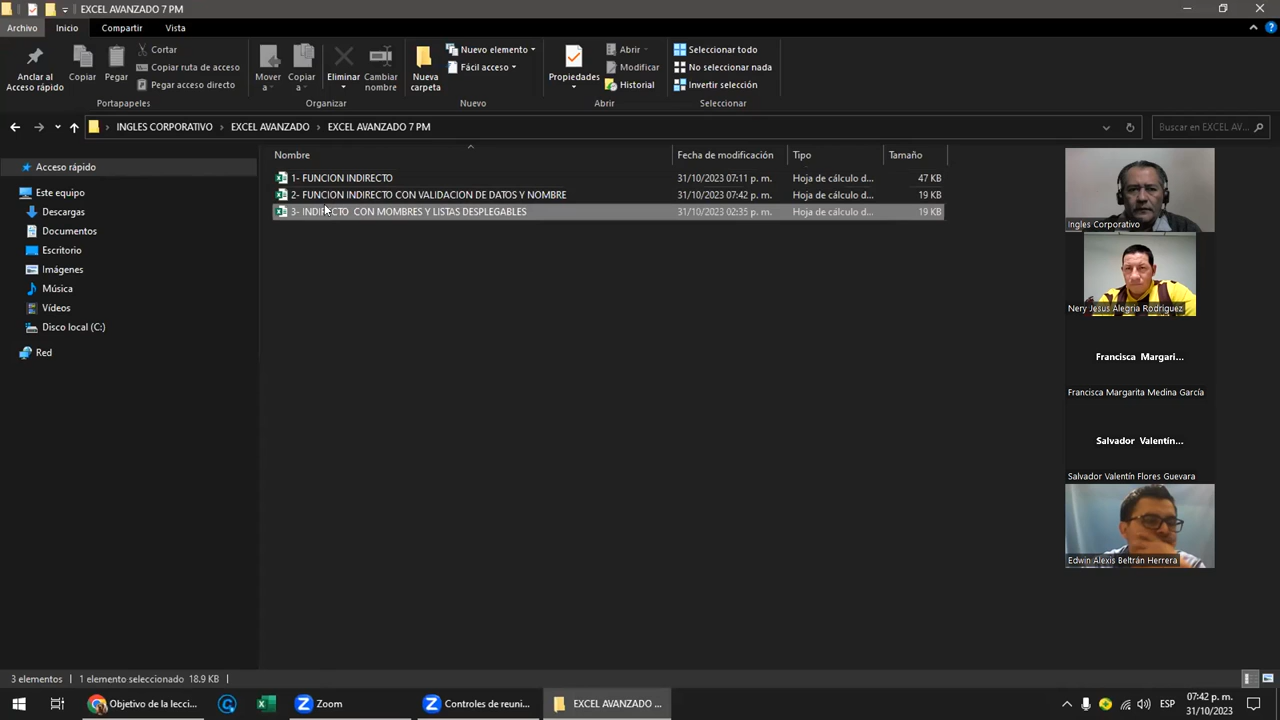 EXCEL AVANZADO 7 PM
Archivo Inicio Compartir Vista
Anclar al Acceso rápido
Copiar
Pegar
Cortar
Copiar ruta de acceso
Pegar acceso directo
Portapapeles
Mover a
Copiar a
Eliminar
Cambiar nombre
Organizar
Nueva carpeta
Nuevo elemento
Fácil acceso
Nuevo
Propiedades
Abrir
Modificar
Historial
Abrir
Seleccionar todo
No seleccionar nada
Invertir selección
Seleccionar
INGLES CORPORATIVO > EXCEL AVANZADO > EXCEL AVANZADO 7 PM
Buscar en EXCEL AV...
Acceso rápido
Este equipo
Descargas
Documentos
Escritorio
Imágenes
Música
Vídeos
Disco local (C:)
Red
Nombre Fecha de modificación Tipo Tamaño
1- FUNCION INDIRECTO 31/10/2023 07:11 p. m. Hoja de cálculo d... 47 KB
2- FUNCION INDIRECTO CON VALIDACION DE DATOS Y NOMBRE 31/10/2023 07:42 p. m. Hoja de cálculo d... 19 KB
3- INDIRECTO CON MOMBRES Y LISTAS DESPLEGABLES 31/10/2023 02:35 p. m. Hoja de cálculo d... 19 KB
Ingles Corporativo
Nery Jesus Alegria Rodriguez
Francisca Margari...
Francisca Margarita Medina García
Salvador Valentín...
Salvador Valentín Flores Guevara
Edwin Alexis Beltrán Herrera
3 elementos 1 elemento seleccionado 18.9 KB
Objetivo de la lecci...
Zoom
Controles de reuni...
EXCEL AVANZADO ...
ESP
07:42 p. m.
31/10/2023